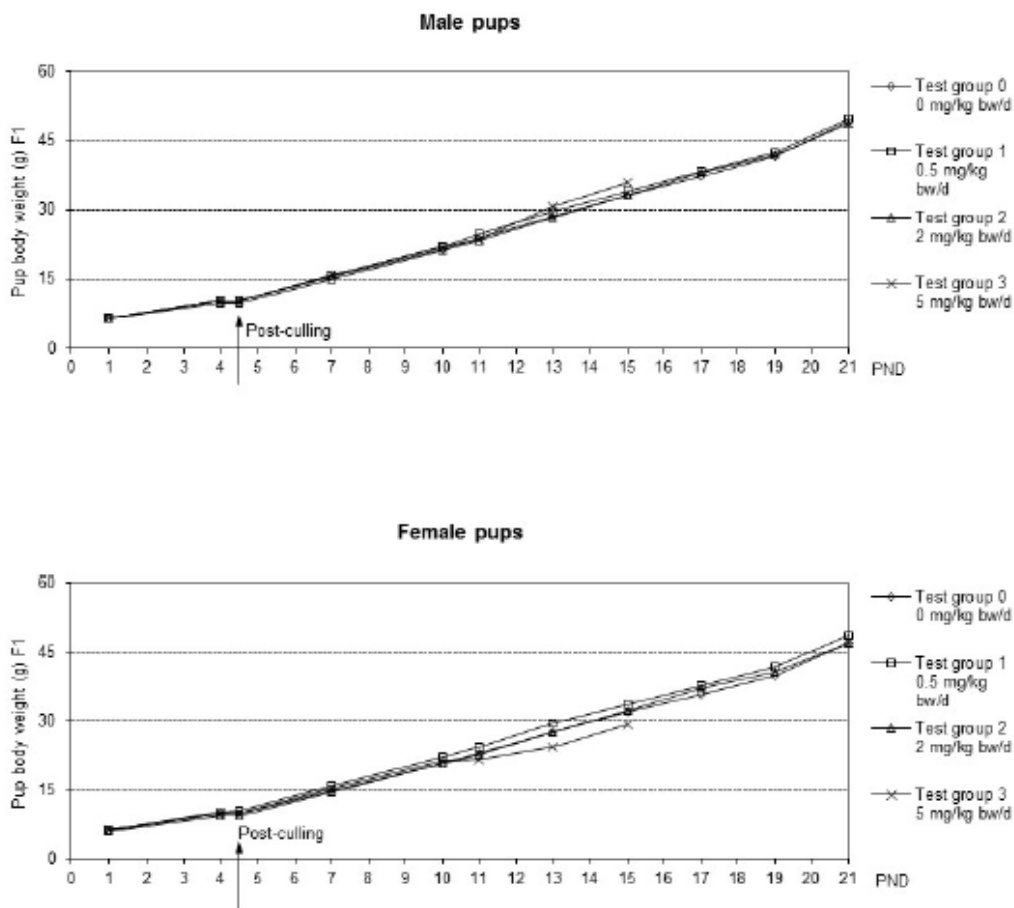 Male pups
60
45
30
15
0
Pup body weight (g) F1
0 1 2 3 4 5 7 8 9 10 11 12 13 14 15 16 17 18 19 20 21 PND
Post-culling
Test group 0
0 mg/kg bw/d
Test group 1
0.5 mg/kg
bw/d
Test group 2
2 mg/kg bw/d
Test group 3
5 mg/kg bw/d
Female pups
60
45
30
15
0
Pup body weight (g) F1
0 1 2 3 4 5 6 7 8 9 10 11 12 13 14 15 16 17 18 19 20 21 PND
Post-culling
Test group 0
0 mg/kg bw/d
Test group 1
0.5 mg/kg
bw/d
Test group 2
2 mg/kg bw/d
Test group 3
5 mg/kg bw/d